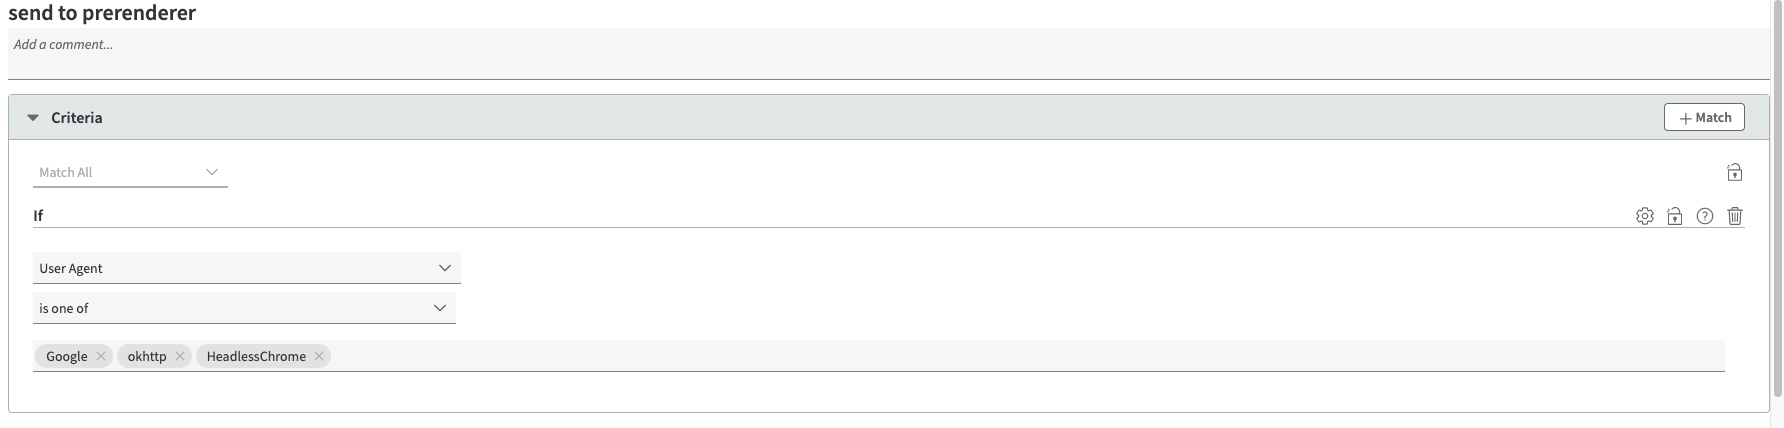 send to prerenderer
Add a comment...
Criteria
Match
Match All
If
User Agent
is one of
Google okhttp HeadlessChrome